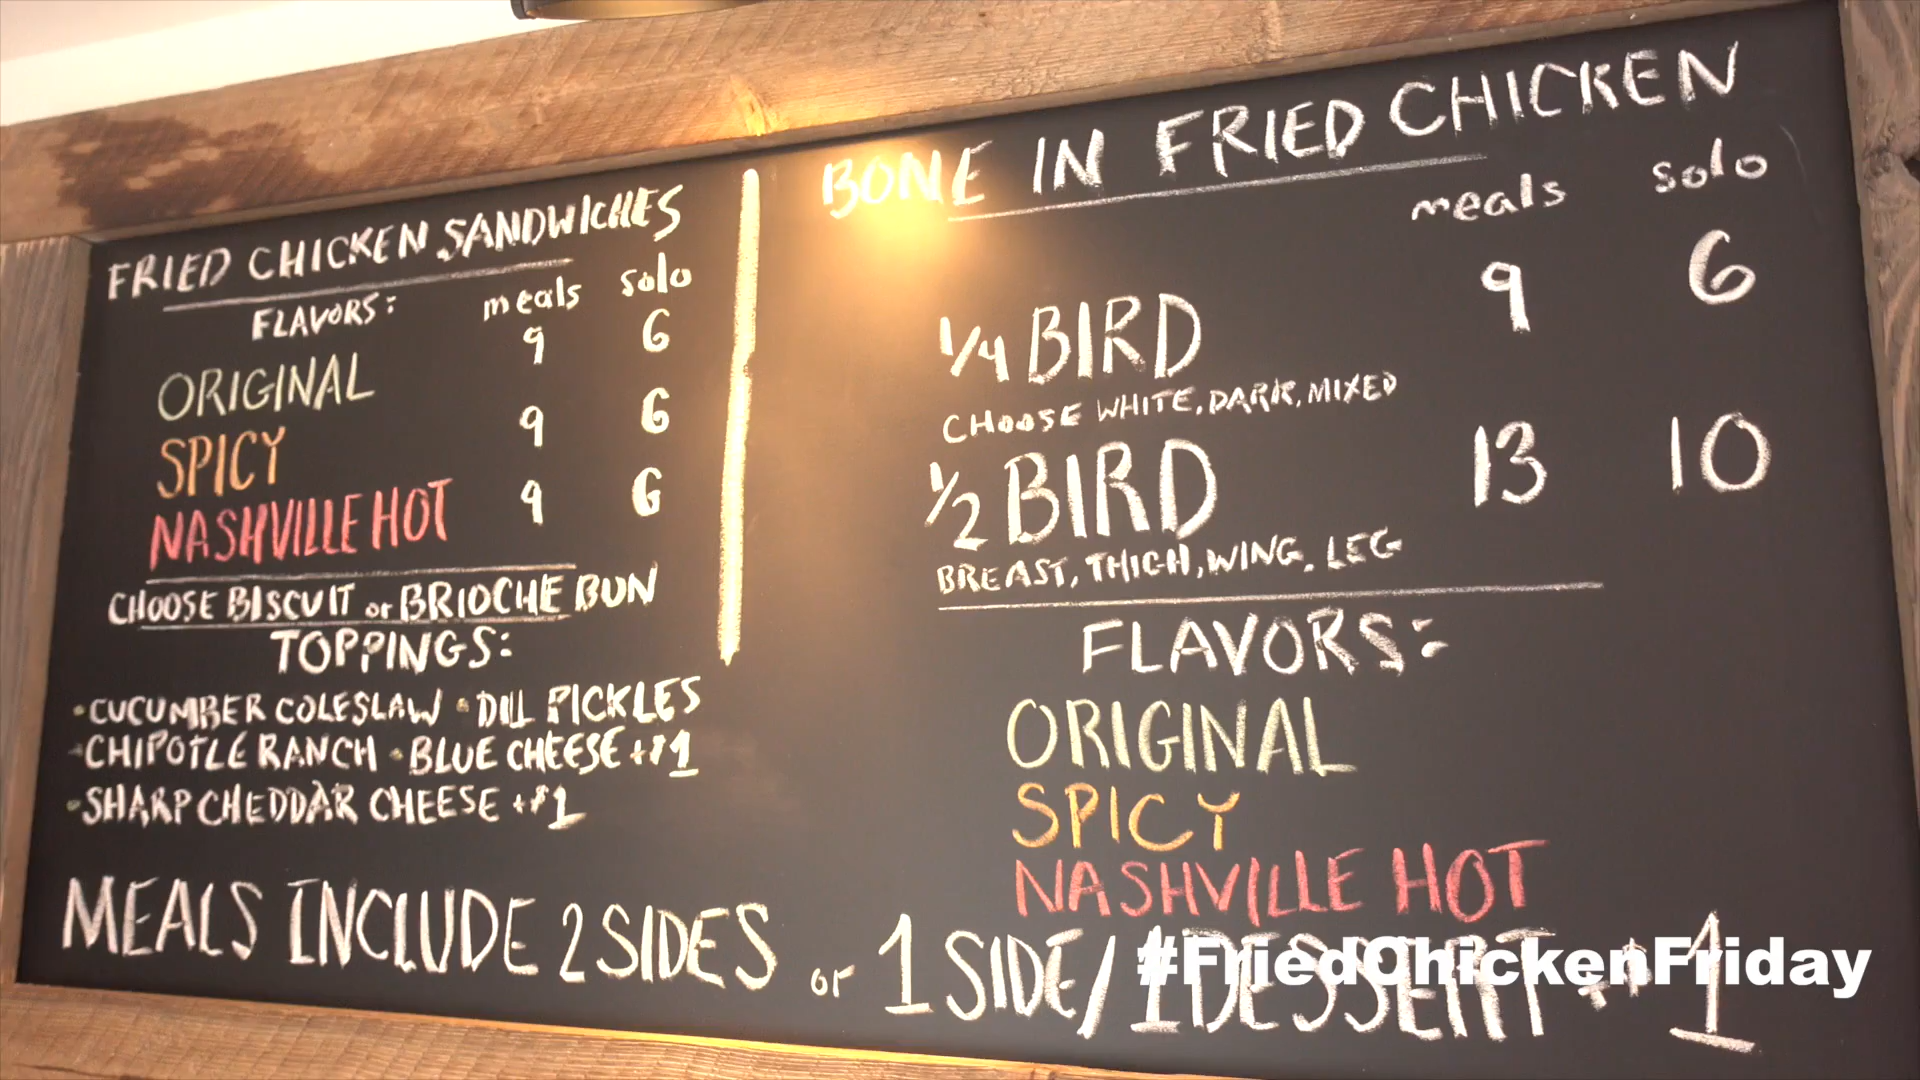 FRIED CHICKEN SANDWICHES
FLAVORS: meals solo
ORIGINAL 9 6
SPICY 9 6
NASHVILLE HOT 9 6
CHOOSE BISCUIT or BRIOCHE BUN
TOPPINGS:
•CUCUMBER COLESLAW •DILL PICKLES
•CHIPOTLE RANCH •BLUE CHEESE +$1
•SHARP CHEDDAR CHEESE +$1
BONE IN FRIED CHICKEN
meals solo
1/4 BIRD 9 6
CHOOSE WHITE, DARK, MIXED
1/2 BIRD 13 10
BREAST, THIGH, WING, LEG
FLAVORS:
ORIGINAL
SPICY
NASHVILLE HOT
MEALS INCLUDE 2 SIDES or 1 SIDE/1 DESSERT +$1
#FriedChickenFriday